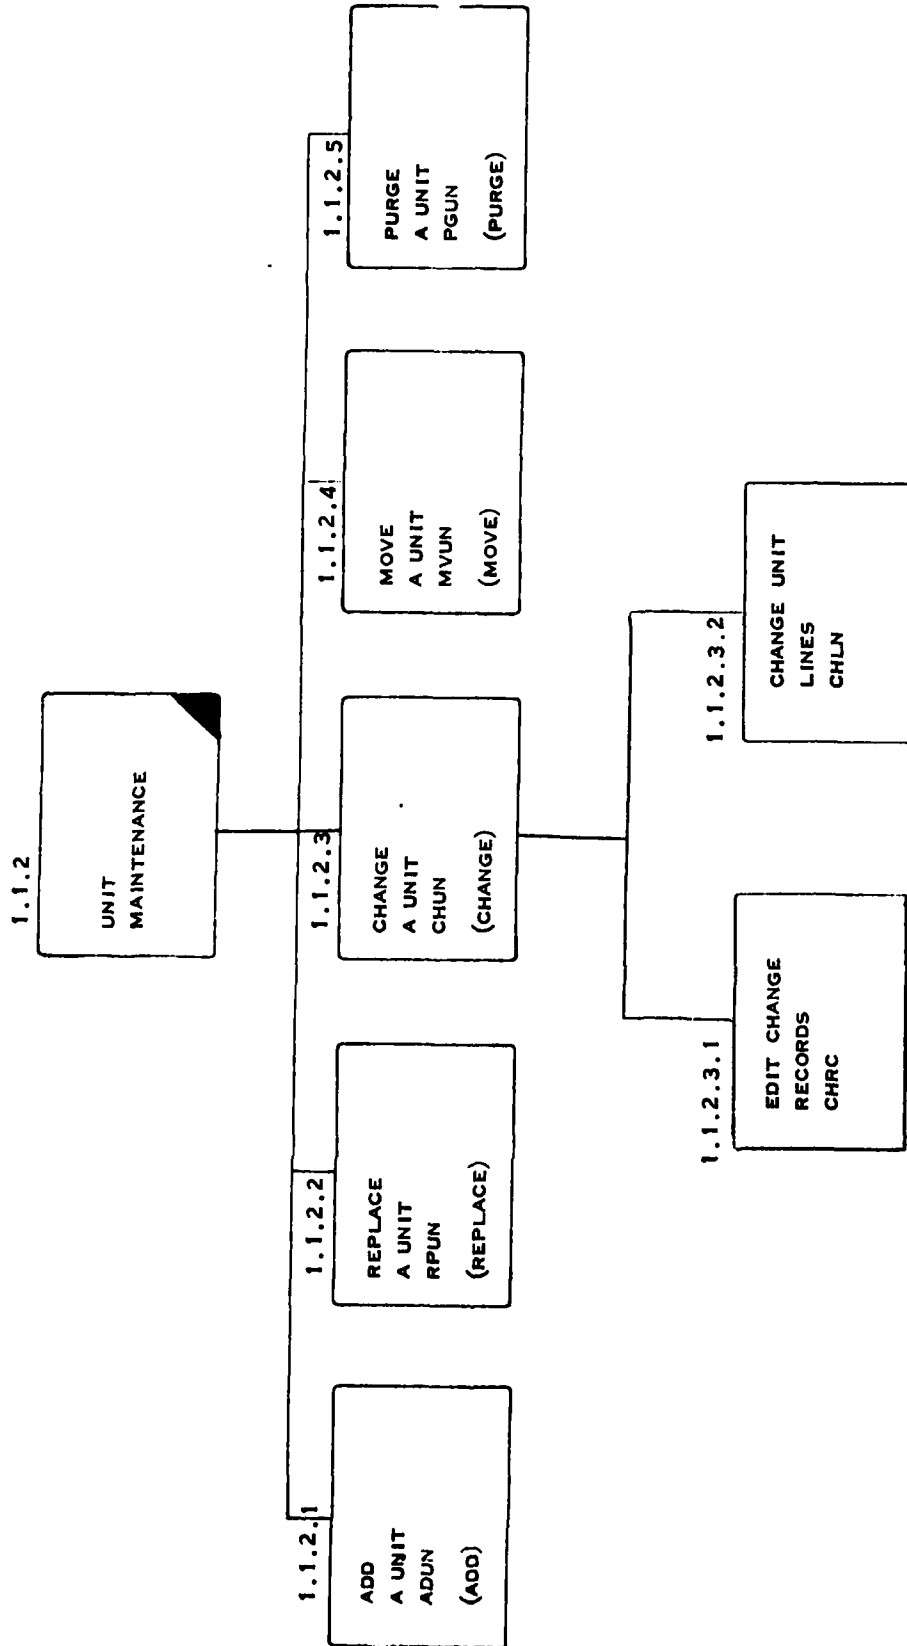 1.1.2
UNIT
MAINTENANCE
1.1.2.1
ADD
A UNIT
ADUN
(ADD)
1.1.2.2
REPLACE
A UNIT
RPUN
(REPLACE)
1.1.2.3
CHANGE
A UNIT
CHUN
(CHANGE)
1.1.2.4
MOVE
A UNIT
MVUN
(MOVE)
1.1.2.5
PURGE
A UNIT
PGUN
(PURGE)
1.1.2.3.1
EDIT CHANGE
RECORDS
CHRC
1.1.2.3.2
CHANGE UNIT
LINES
CHLN